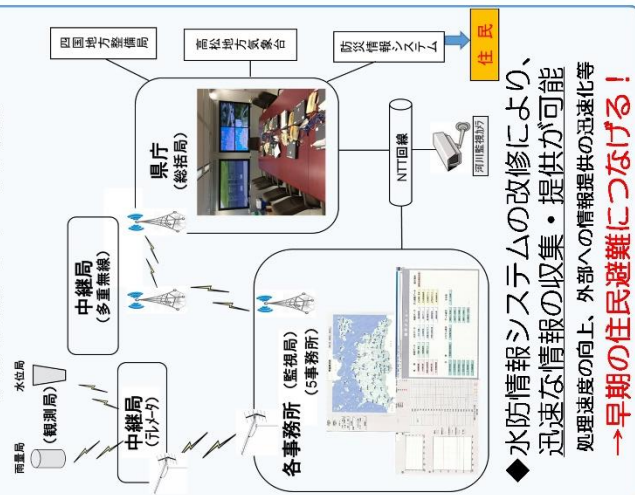 四国地方整備局
高松地方気象台
防災情報システム
住民
県庁
(総括局)
NTT回線
河川監視カメラ
中継局
(多重無線)
水位局
雨量局
(観測局)
中継局
(テレメータ)
各事務所
(監視局)
(5事務所)
◆水防情報システムの改修により、
迅速な情報の収集・提供が可能
処理速度の向上、外部への情報提供の迅速化等
→早期の住民避難につなげる!